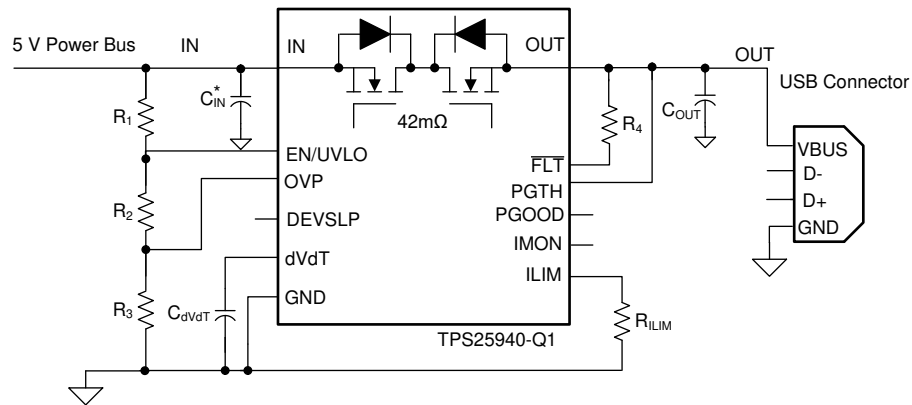 5 V Power Bus
IN
IN
OUT
OUT
USB Connector
R1
C*IN
42mΩ
R4
COUT
EN/UVLO
FLT
VBUS
OVP
PGTH
D-
R2
DEVSLP
PGOOD
D+
IMON
GND
dVdT
ILIM
R3
CdVdT
GND
RILIM
TPS25940-Q1